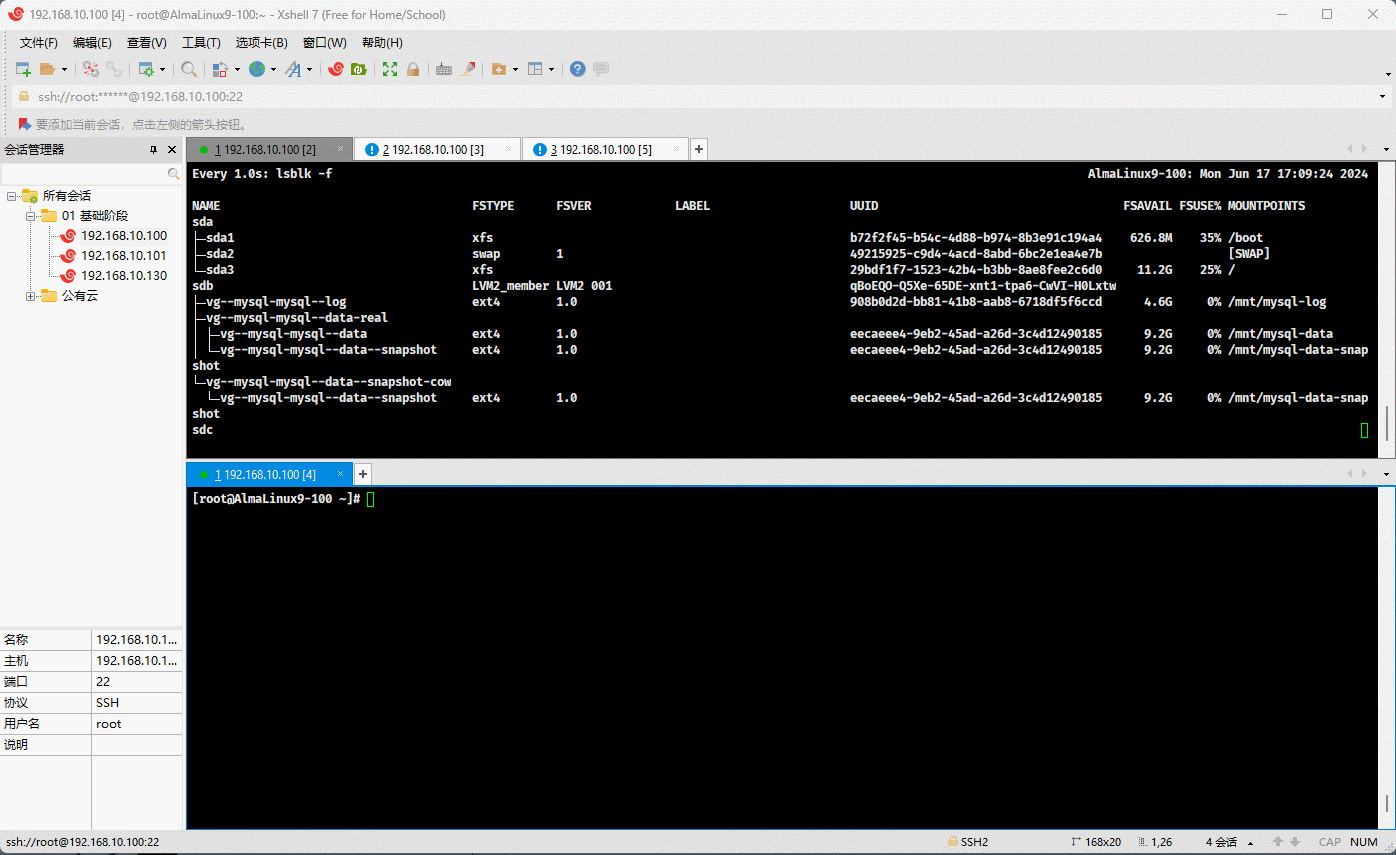 192.168.10.100 [4] - root@AlmaLinux9-100:~ - Xshell 7 (Free for Home/School)
文件(F) 编辑(E) 查看(V) 工具(T) 选项卡(B) 窗口(W) 帮助(H)
ssh://root:******@192.168.10.100:22
要添加当前会话，点击左侧的箭头按钮。
会话管理器
所有会话
01 基础阶段
192.168.10.100
192.168.10.101
192.168.10.130
公有云
名称 192.168.10.1...
主机 192.168.10.1...
端口 22
协议 SSH
用户名 root
说明
1 192.168.10.100 [2] × 2 192.168.10.100 [3] × 3 192.168.10.100 [5] × +
Every 1.0s: lsblk -f AlmaLinux9-100: Mon Jun 17 17:09:24 2024
NAME FSTYPE FSVER LABEL UUID FSAVAIL FSUSE% MOUNTPOINTS
sda
├─sda1 xfs b72f2f45-b54c-4d88-b974-8b3e91c194a4 626.8M 35% /boot
├─sda2 swap 1 49215925-c9d4-4acd-8abd-6bc2e1ea4e7b [SWAP]
└─sda3 xfs 29bdf1f7-1523-42b4-b3bb-8ae8fee2c6d0 11.2G 25% /
sdb LVM2_member LVM2 001 qBoEQO-Q5Xe-65DE-xnt1-tpa6-CwVI-H0Lxtw
├─vg--mysql-mysql--log ext4 1.0 908b0d2d-bb81-41b8-aab8-6718df5f6ccd 4.6G 0% /mnt/mysql-log
├─vg--mysql-mysql--data-real
│ ├─vg--mysql-mysql--data ext4 1.0 eecaeee4-9eb2-45ad-a26d-3c4d12490185 9.2G 0% /mnt/mysql-data
│ └─vg--mysql-mysql--data--snapshot ext4 1.0 eecaeee4-9eb2-45ad-a26d-3c4d12490185 9.2G 0% /mnt/mysql-data-snap
shot
└─vg--mysql-mysql--data--snapshot-cow
└─vg--mysql-mysql--data--snapshot ext4 1.0 eecaeee4-9eb2-45ad-a26d-3c4d12490185 9.2G 0% /mnt/mysql-data-snap
shot
sdc
1 192.168.10.100 [4] × +
[root@AlmaLinux9-100 ~]#
ssh://root@192.168.10.100:22 SSH2 168x20 1,26 4 会话 CAP NUM